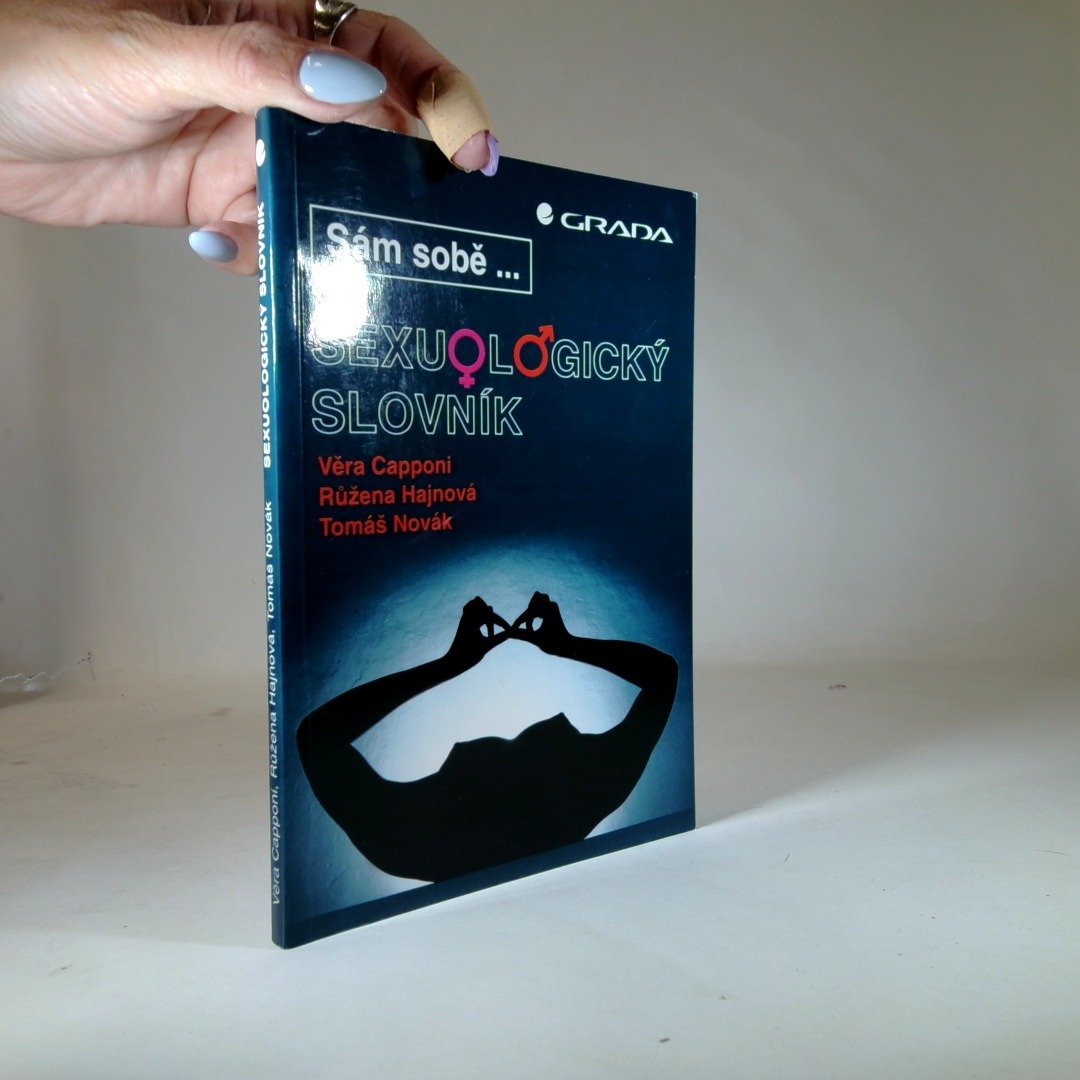 GRADA
Sám sobě ...
SEXUOLOGICKÝ
SLOVNÍK
Věra Capponi
Růžena Hajnová
Tomáš Novák
Věra Capponi, Růžena Hajnová, Tomáš Novák SEXUOLOGICKÝ SLOVNÍK